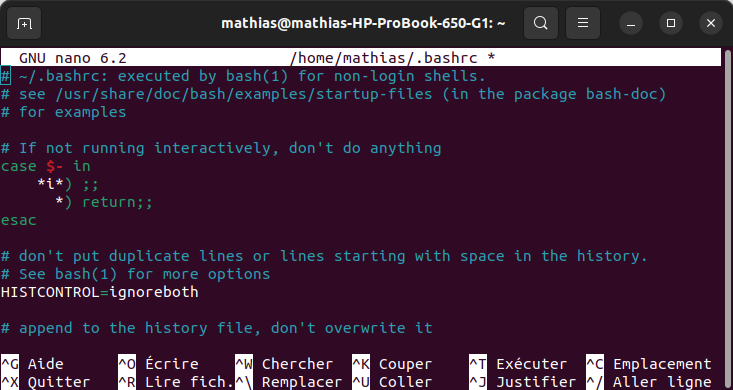 mathias@mathias-HP-ProBook-650-G1: ~
GNU nano 6.2 /home/mathias/.bashrc *
# ~/.bashrc: executed by bash(1) for non-login shells.
# see /usr/share/doc/bash/examples/startup-files (in the package bash-doc)
# for examples
# If not running interactively, don't do anything
case $- in
    *i*) ;;
      *) return;;
esac
# don't put duplicate lines or lines starting with space in the history.
# See bash(1) for more options
HISTCONTROL=ignoreboth
# append to the history file, don't overwrite it
^G Aide ^O Écrire ^W Chercher ^K Couper ^T Exécuter ^C Emplacement
^X Quitter ^R Lire fich. ^\ Remplacer ^U Coller ^J Justifier ^/ Aller ligne